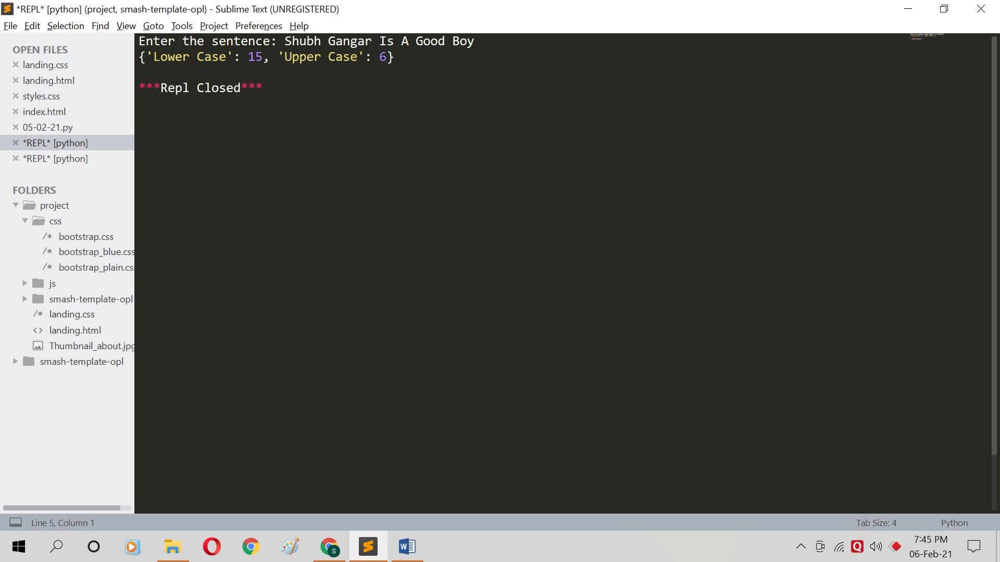 *REPL* [python] (project, smash-template-opl) - Sublime Text (UNREGISTERED)
File Edit Selection Find View Goto Tools Project Preferences Help
OPEN FILES
landing.css
landing.html
styles.css
index.html
05-02-21.py
*REPL* [python]
*REPL* [python]
FOLDERS
project
css
/* bootstrap.css
/* bootstrap_blue.css
/* bootstrap_plain.cs
js
smash-template-opl
/* landing.css
<> landing.html
Thumbnail_about.jpg
smash-template-opl
Enter the sentence: Shubh Gangar Is A Good Boy
{'Lower Case': 15, 'Upper Case': 6}
***Repl Closed***
Line 5, Column 1
Tab Size: 4
Python
S
W
Q
7:45 PM
06-Feb-21